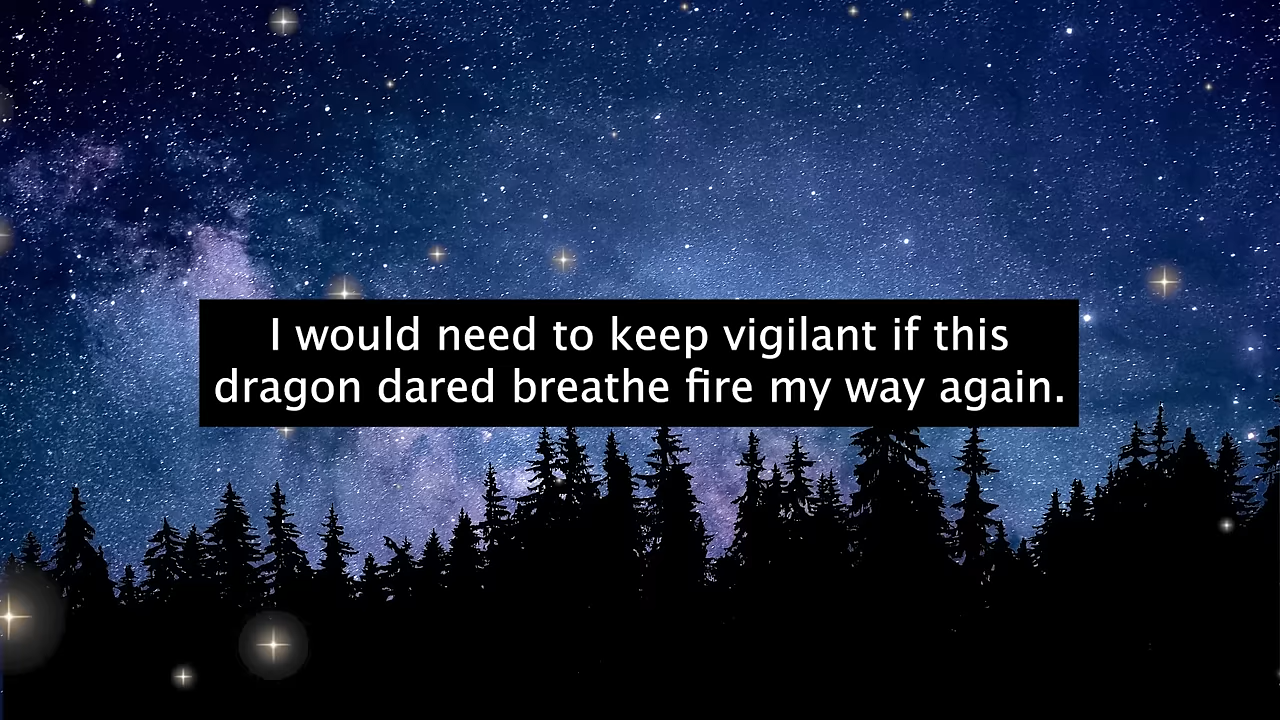 I would need to keep vigilant if this
dragon dared breathe fire my way again.